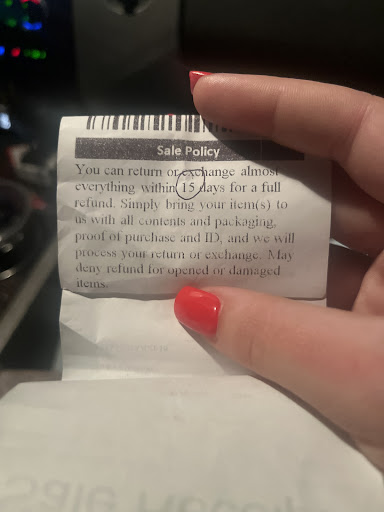 Sale Policy
You can return or exchange almost
everything within 15 days for a full
refund. Simply bring your item(s) to
us with all contents and packaging,
proof of purchase and ID, and we will
process your return or exchange. May
deny refund for opened or damaged
items.